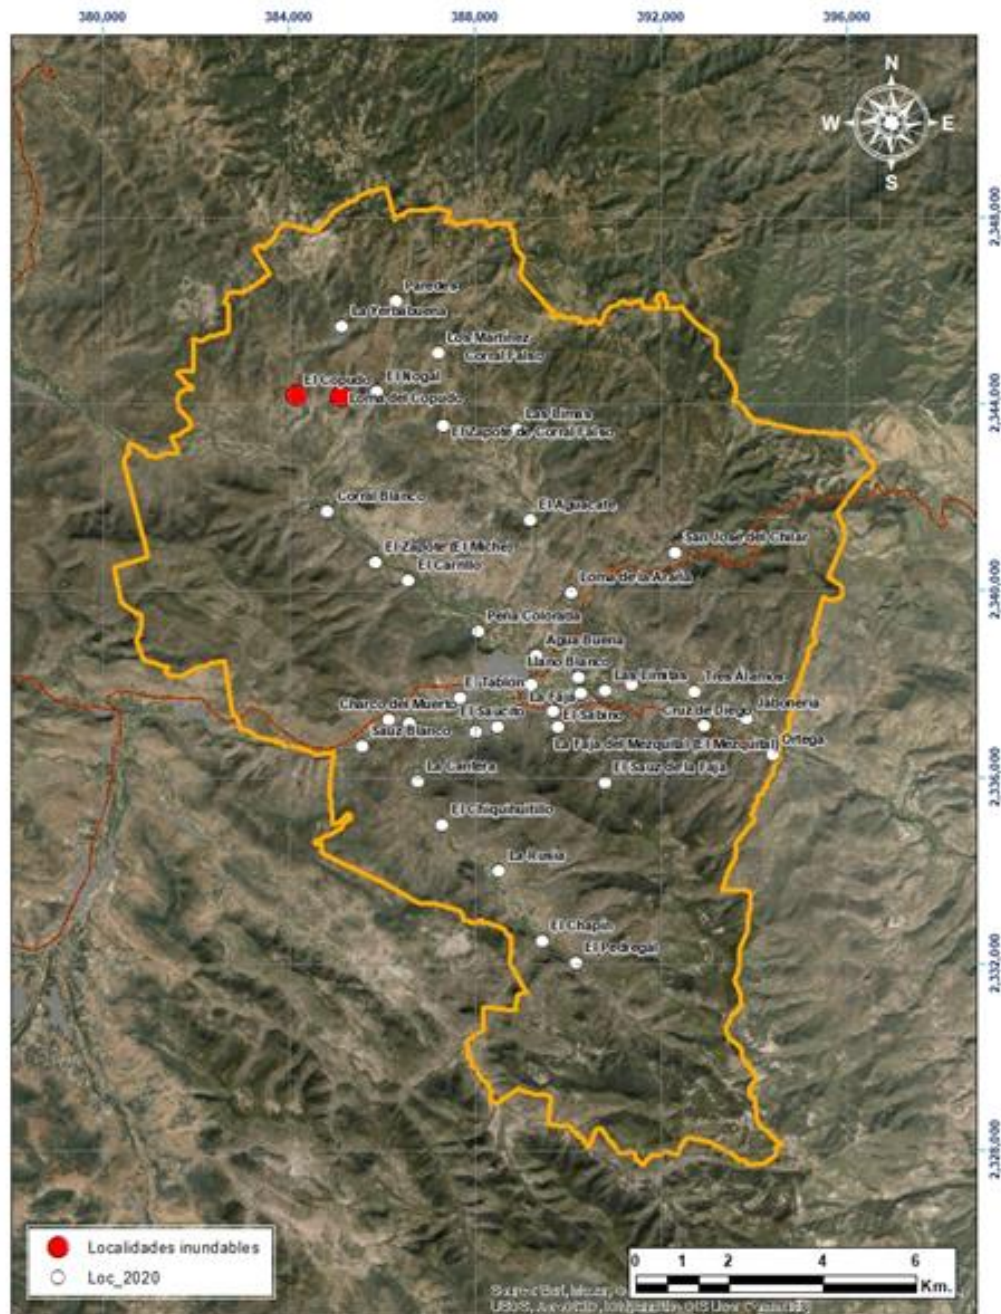 380,000 384,000 388,000 392,000 396,000
N
W E
S
2,348,000
Paredes
La Yerbabuena
Los Martínez
Corral Falso
El Nogal
El Copudo
Loma del Copudo
2,344,000
Las Limas
El Zapote de Corral Falso
Corral Blanco
El Aguacate
San José del Chilar
El Zapote (El Miche)
El Carrillo
2,340,000
Loma de la Araña
Peña Colorada
Agua Buena
Llano Blanco
El Tablón
Las Limitas
Tres Álamos
La Faja
Charco del Muerto
El Saucito
El Sabino
Cruz de Diego
Jabonería
Sauz Blanco
La Faja del Mezquital (El Mezquital)
Ortega
2,336,000
La Cantera
El Sauz de la Faja
El Chiquihuitillo
La Rusia
El Chapín
El Pedregal
2,332,000
2,328,000
Localidades inundables
Loc_2020
0 1 2 4 6
Km.